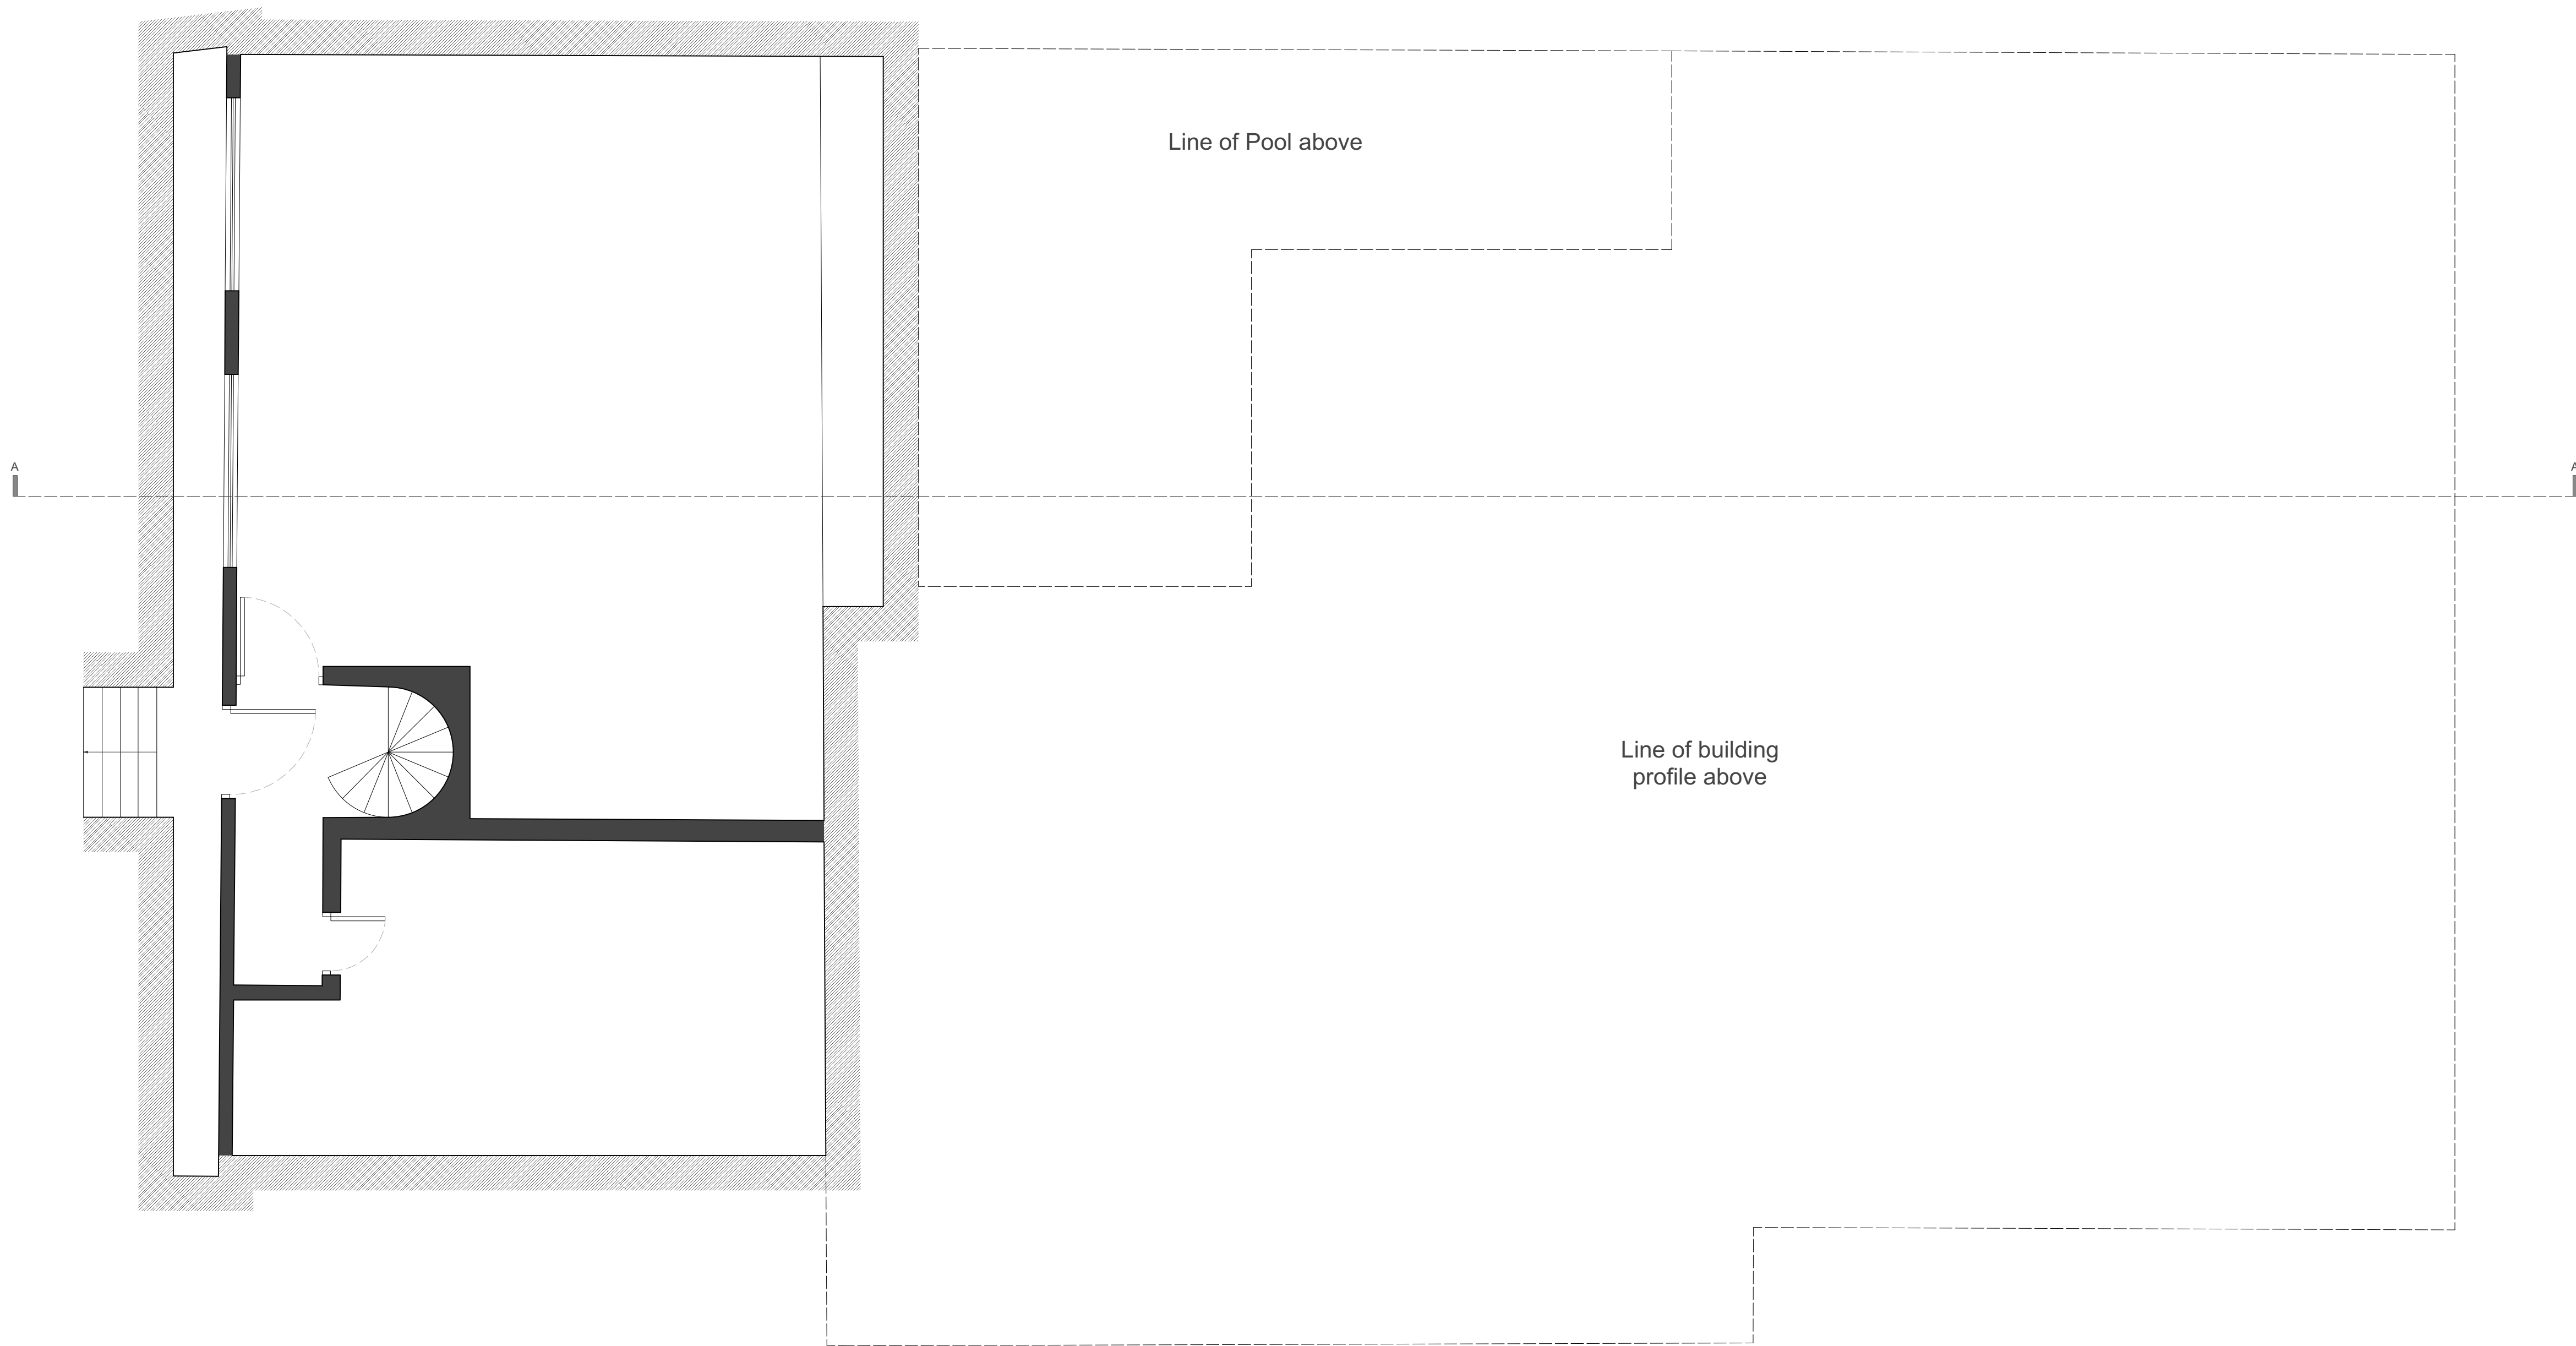 Line of Pool above
A
A
Line of building
profile above